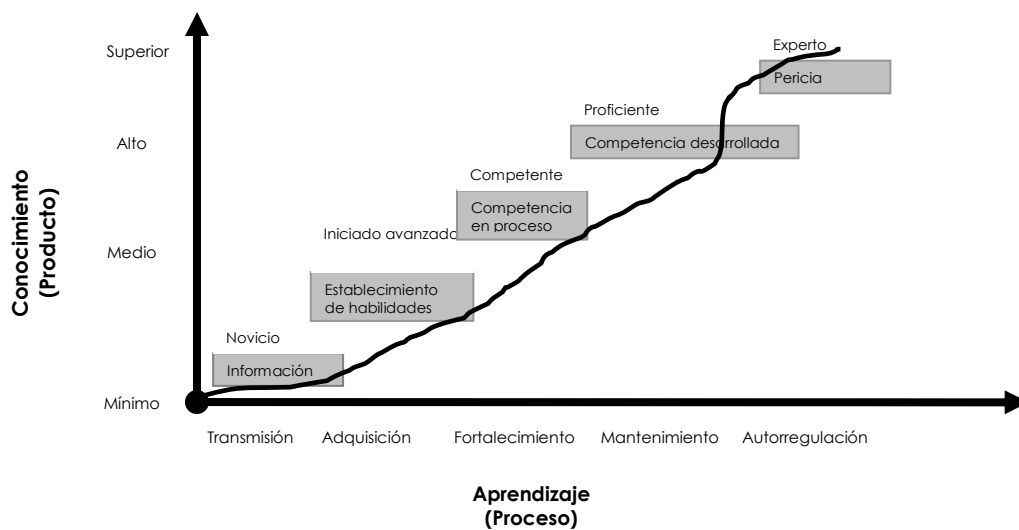 Superior
Experto
Pericia
Proficiente
Alto
Competencia desarrollada
Competente
Competencia
en proceso
Iniciado avanzado
Medio
Establecimiento
de habilidades
Novicio
Información
Mínimo
Conocimiento
(Producto)
Transmisión
Adquisición
Fortalecimiento
Mantenimiento
Autorregulación
Aprendizaje
(Proceso)